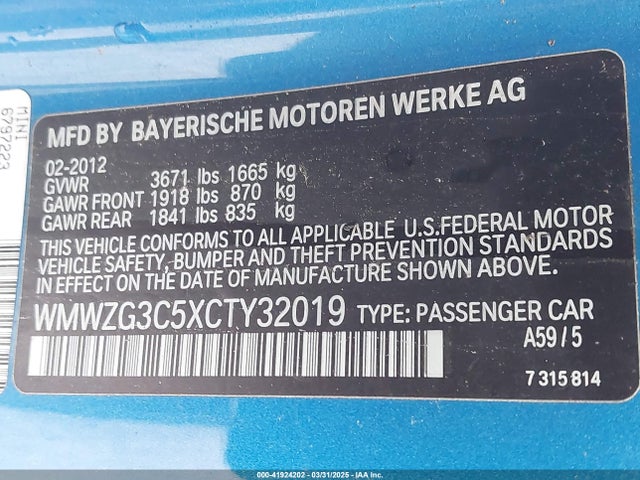 MINI
6797223
MFD BY BAYERISCHE MOTOREN WERKE AG
02-2012
GVWR 3671 lbs 1665 kg
GAWR FRONT 1918 lbs 870 kg
GAWR REAR 1841 lbs 835 kg
THIS VEHICLE CONFORMS TO ALL APPLICABLE U.S.FEDERAL MOTOR
VEHICLE SAFETY, BUMPER AND THEFT PREVENTION STANDARDS
IN EFFECT ON THE DATE OF MANUFACTURE SHOWN ABOVE.
WMWZG3C5XCTY32019 TYPE: PASSENGER CAR
A59/5
7 315 814
000-41924202 - 03/31/2025 - IAA Inc. (c)